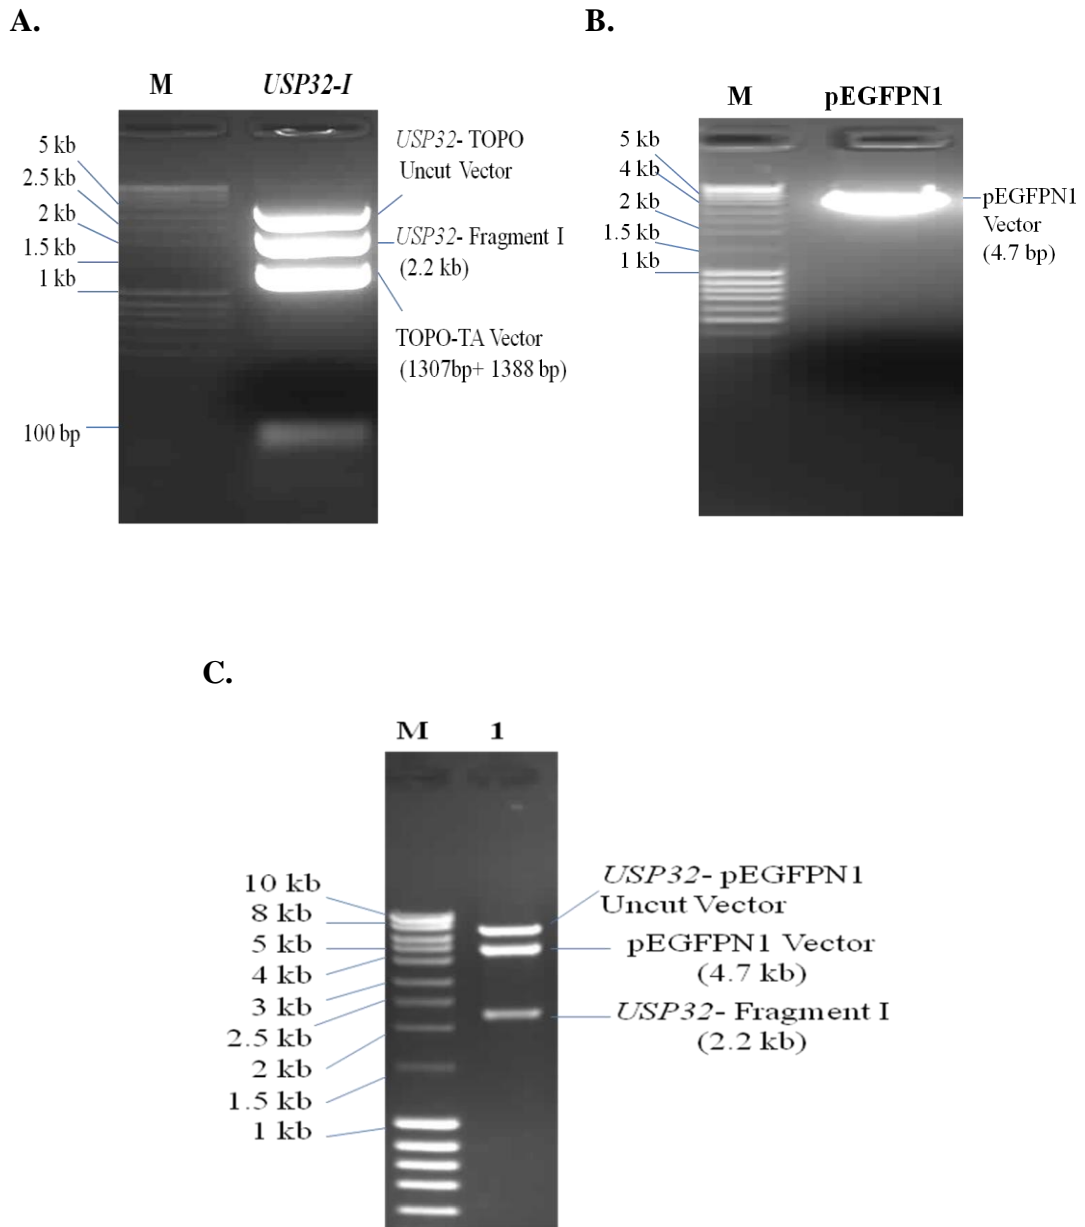 A.
M USP32-I
5 kb
2.5 kb
2 kb
1.5 kb
1 kb
100 bp
USP32- TOPO
Uncut Vector
USP32- Fragment I
(2.2 kb)
TOPO-TA Vector
(1307bp+ 1388 bp)
B.
M pEGFPN1
5 kb
4 kb
2 kb
1.5 kb
1 kb
pEGFPN1
Vector
(4.7 bp)
C.
M 1
10 kb
8 kb
5 kb
4 kb
3 kb
2.5 kb
2 kb
1.5 kb
1 kb
USP32- pEGFPN1
Uncut Vector
pEGFPN1 Vector
(4.7 kb)
USP32- Fragment I
(2.2 kb)